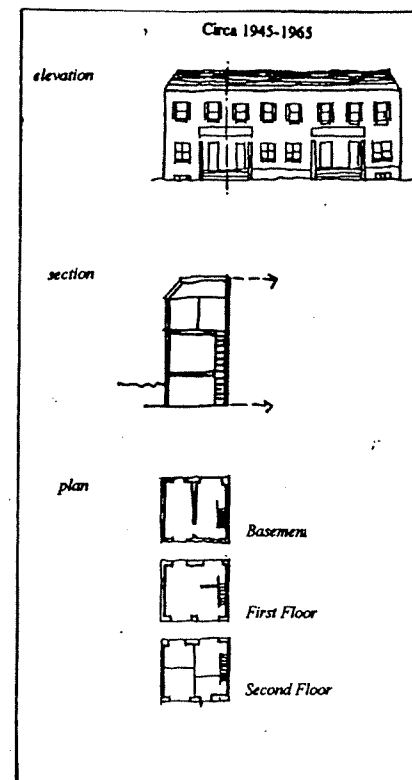 Circa 1945-1965
elevation
section
plan
Basement
First Floor
Second Floor